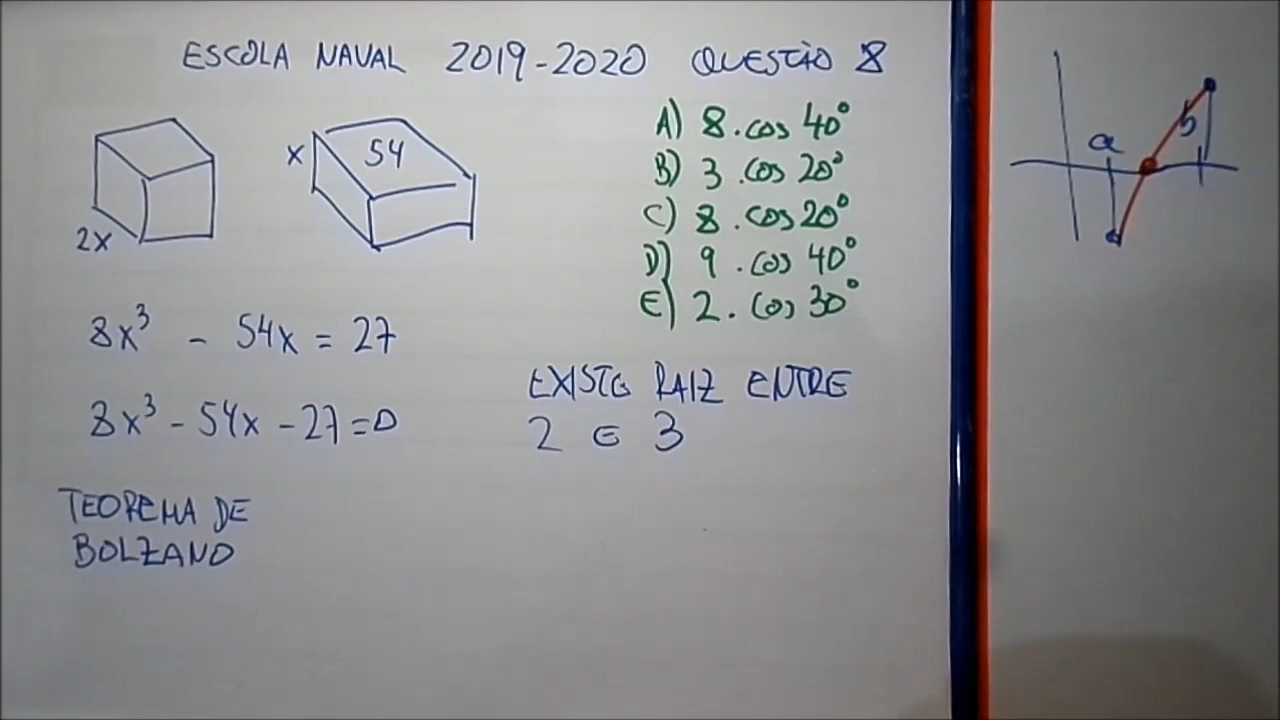 ESCOLA NAVAL 2019-2020 QUESTÃO 8
2x
x
54
A) 8 . cos 40°
B) 3 . cos 20°
C) 8 . cos 20°
D) 9 . cos 40°
E) 2 . cos 30°
8x³ - 54x = 27
8x³ - 54x - 27 = 0
EXISTE RAIZ ENTRE
2 E 3
TEOREMA DE
BOLZANO
a
b